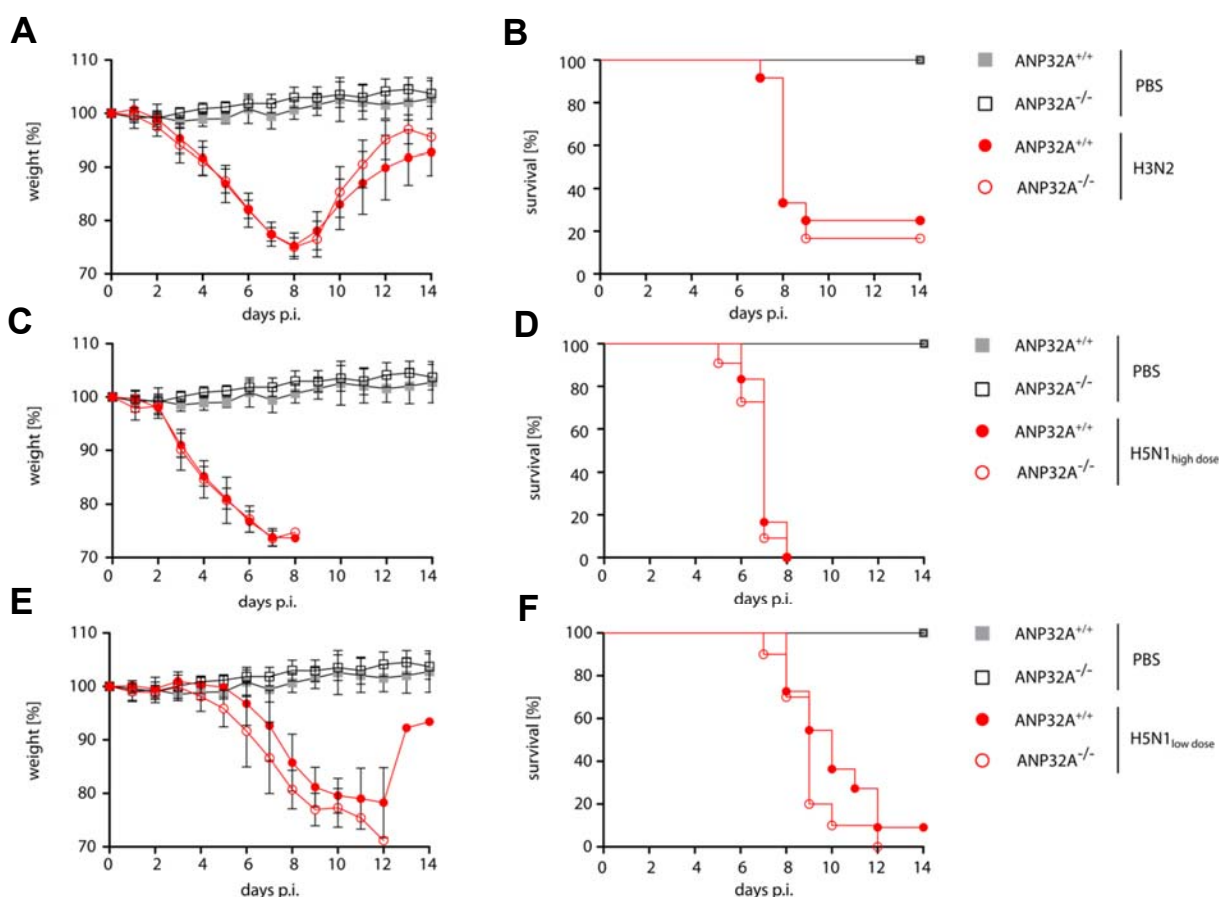 A
weight [%]
110
100
90
80
70
0 2 4 6 8 10 12 14
days p.i.
B
survival [%]
100
80
60
40
20
0
0 2 4 6 8 10 12 14
days p.i.
ANP32A+/+
ANP32A-/-
PBS
ANP32A+/+
ANP32A-/-
H3N2
C
weight [%]
110
100
90
80
70
0 2 4 6 8 10 12 14
days p.i.
D
survival [%]
100
80
60
40
20
0
0 2 4 6 8 10 12 14
days p.i.
ANP32A+/+
ANP32A-/-
PBS
ANP32A+/+
ANP32A-/-
H5N1high dose
E
weight [%]
110
100
90
80
70
0 2 4 6 8 10 12 14
days p.i.
F
survival [%]
100
80
60
40
20
0
0 2 4 6 8 10 12 14
days p.i.
ANP32A+/+
ANP32A-/-
PBS
ANP32A+/+
ANP32A-/-
H5N1low dose